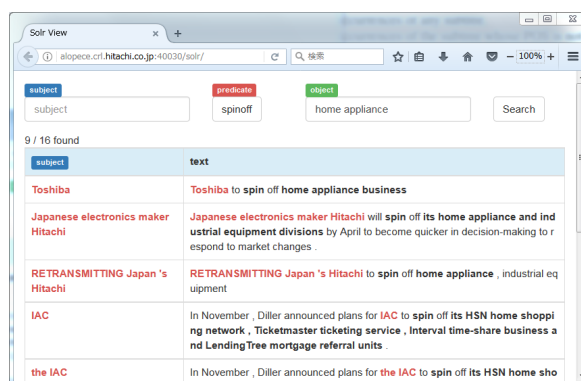 Solr View × +
alopece.crl.hitachi.co.jp:40030/solr/ 検索 100%
subject predicate object
subject spinoff home appliance Search
9 / 16 found
subject text
Toshiba Toshiba to spin off home appliance business
Japanese electronics maker Japanese electronics maker Hitachi will spin off its home appliance and ind
Hitachi ustrial equipment divisions by April to become quicker in decision-making to r
espond to market changes .
RETRANSMITTING Japan 's RETRANSMITTING Japan 's Hitachi to spin off home appliance , industrial eq
Hitachi uipment
IAC In November , Diller announced plans for IAC to spin off its HSN home shoppi
ng network , Ticketmaster ticketing service , Interval time-share business a
nd LendingTree mortgage referral units .
the IAC In November , Diller announced plans for the IAC to spin off its HSN home sho